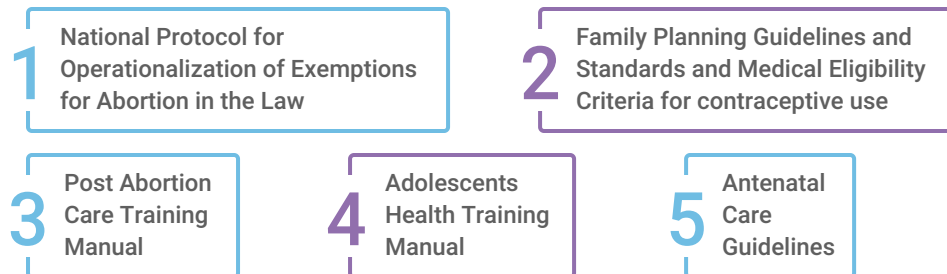 1
National Protocol for
Operationalization of Exemptions
for Abortion in the Law
2
Family Planning Guidelines and
Standards and Medical Eligibility
Criteria for contraceptive use
3
Post Abortion
Care Training
Manual
4
Adolescents
Health Training
Manual
5
Antenatal
Care
Guidelines